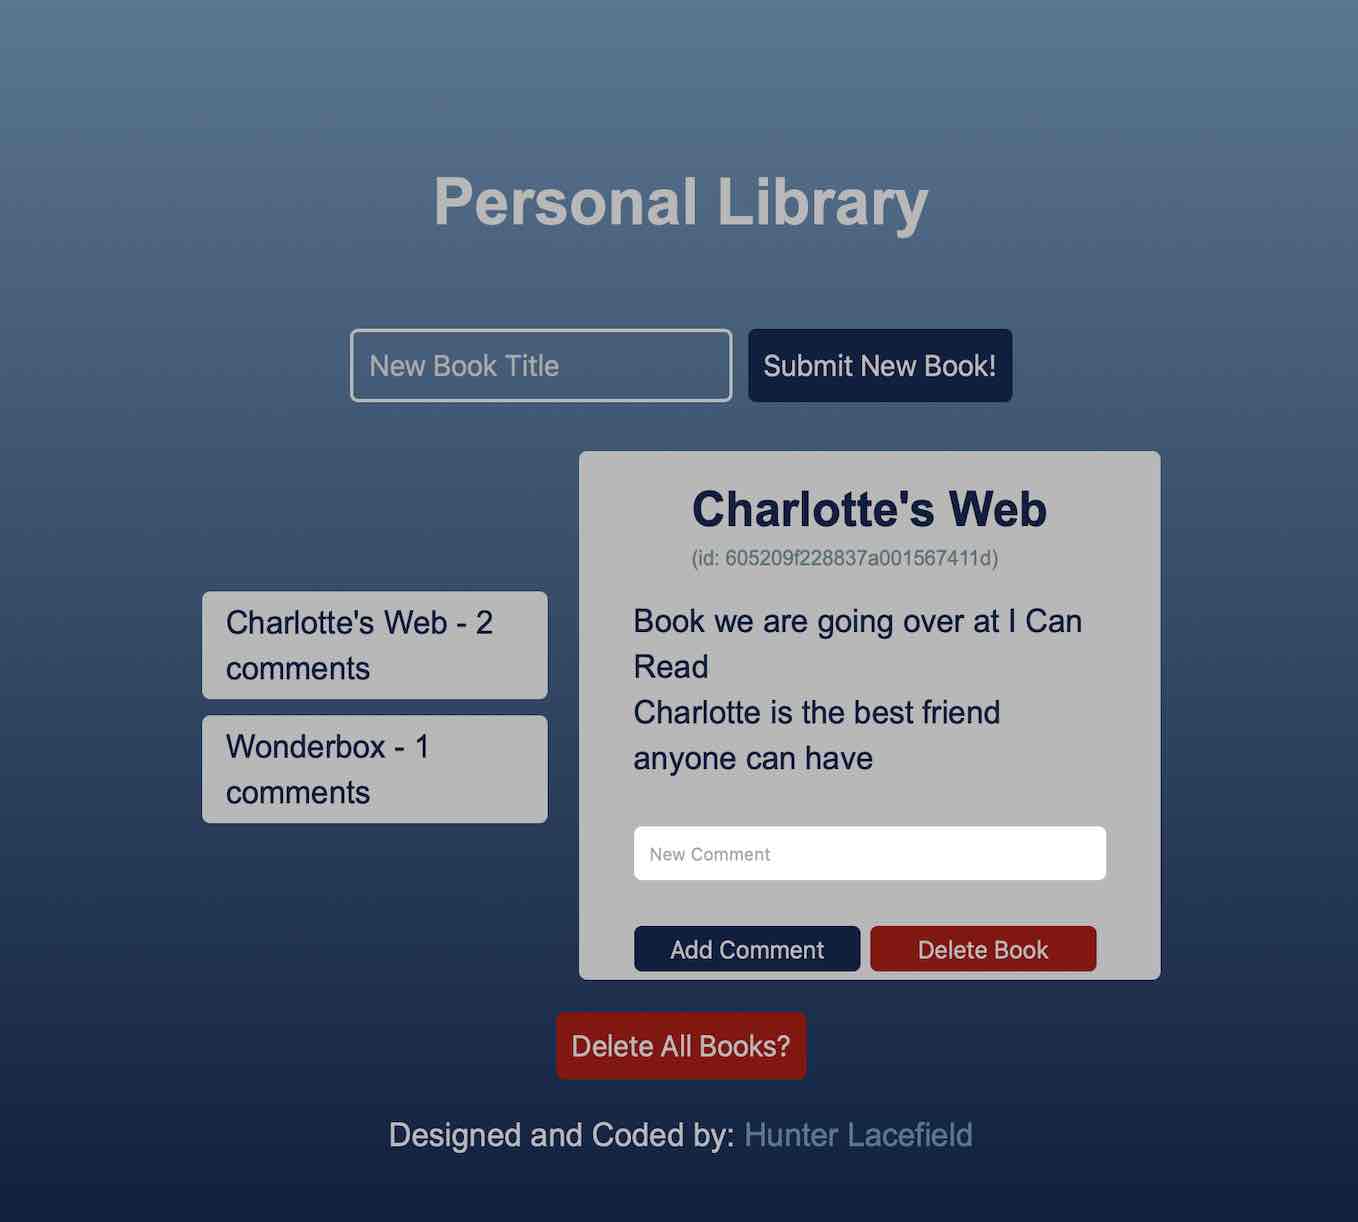 Personal Library
New Book Title
Submit New Book!
Charlotte's Web - 2
comments
Wonderbox - 1
comments
Charlotte's Web
(id: 605209f228837a001567411d)
Book we are going over at I Can
Read
Charlotte is the best friend
anyone can have
New Comment
Add Comment
Delete Book
Delete All Books?
Designed and Coded by: Hunter Lacefield